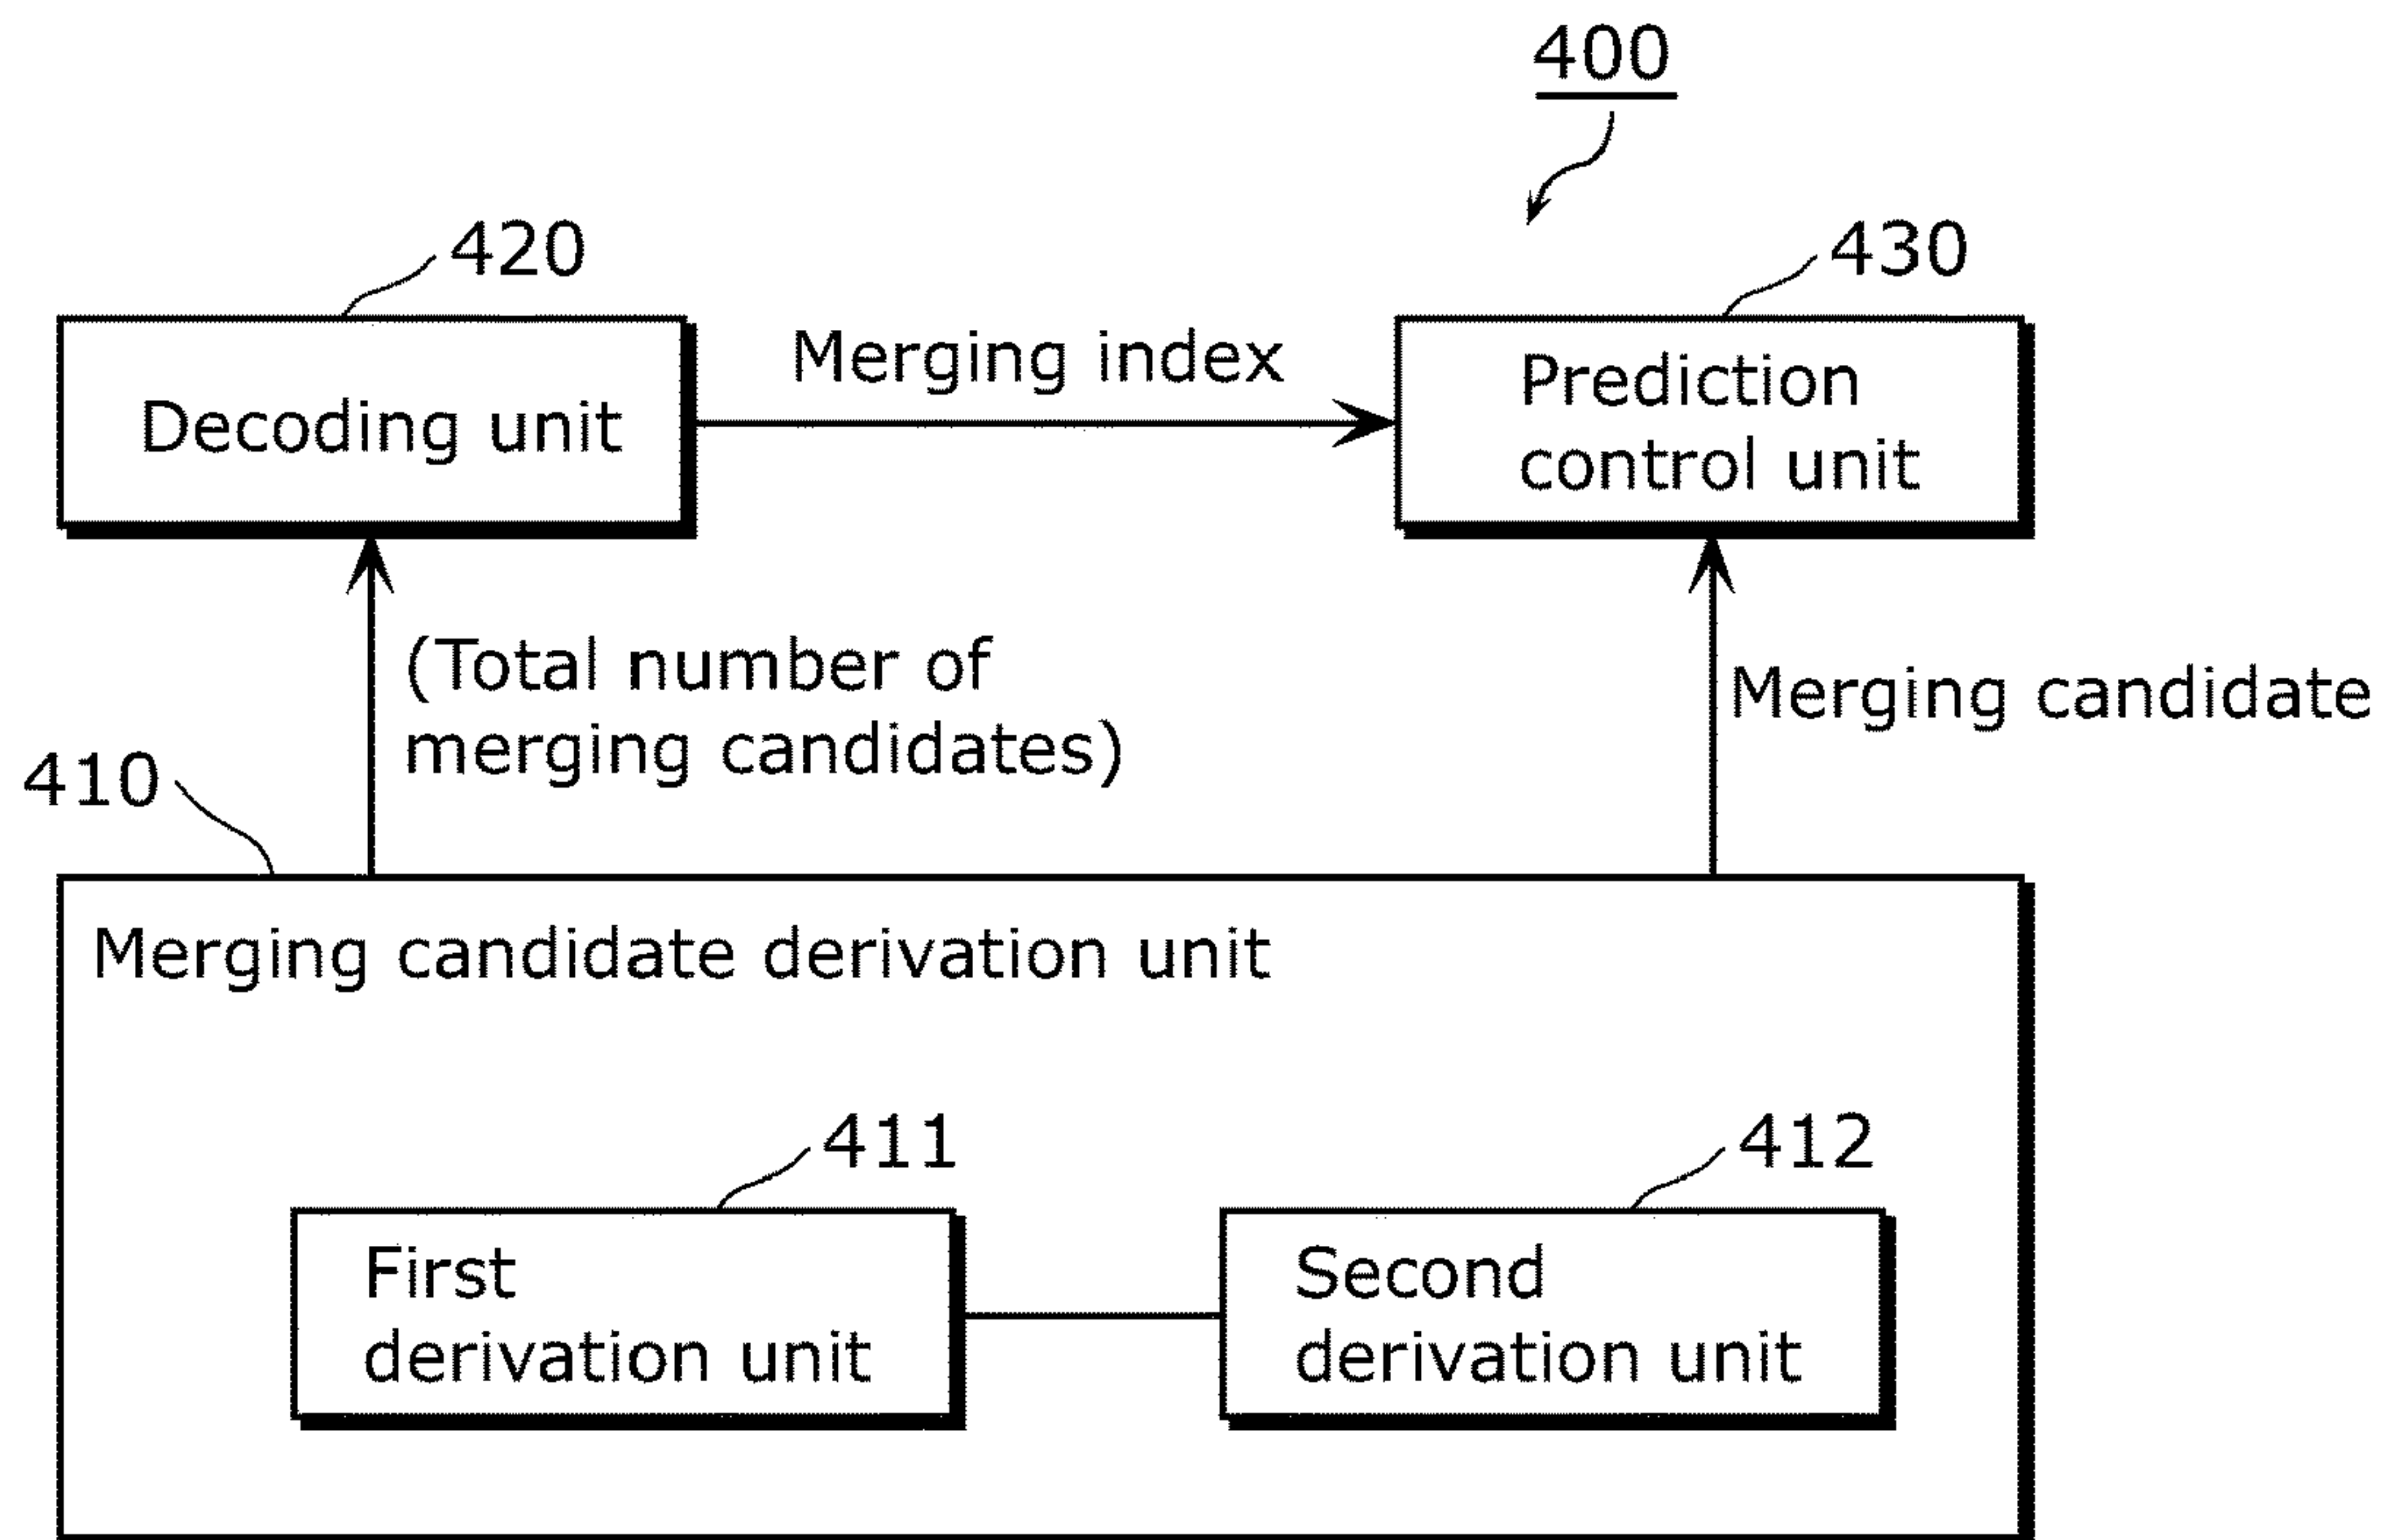 400
420
430
Decoding unit
Merging index
Prediction
control unit
(Total number of
merging candidates)
Merging candidate
410
Merging candidate derivation unit
411
412
First
derivation unit
Second
derivation unit